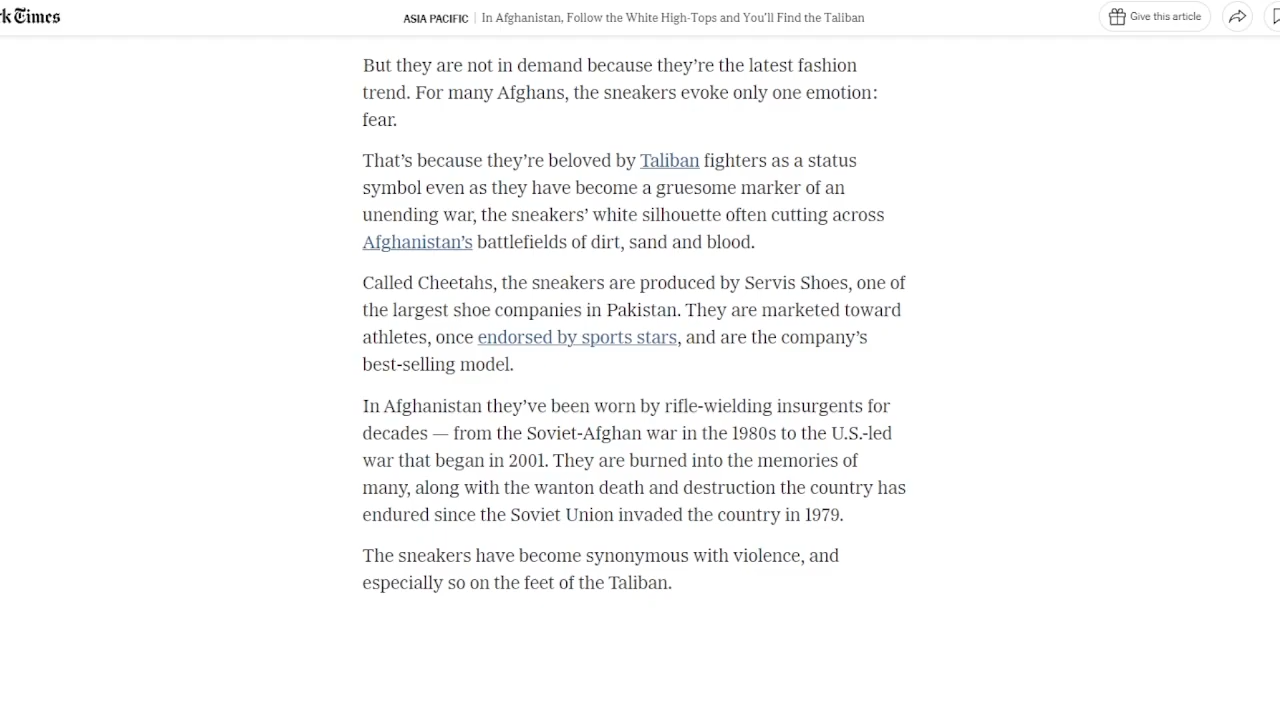 rk Times
ASIA PACIFIC | In Afghanistan, Follow the White High-Tops and You'll Find the Taliban
Give this article
But they are not in demand because they're the latest fashion
trend. For many Afghans, the sneakers evoke only one emotion:
fear.
That's because they're beloved by Taliban fighters as a status
symbol even as they have become a gruesome marker of an
unending war, the sneakers' white silhouette often cutting across
Afghanistan's battlefields of dirt, sand and blood.
Called Cheetahs, the sneakers are produced by Servis Shoes, one of
the largest shoe companies in Pakistan. They are marketed toward
athletes, once endorsed by sports stars, and are the company's
best-selling model.
In Afghanistan they've been worn by rifle-wielding insurgents for
decades — from the Soviet-Afghan war in the 1980s to the U.S.-led
war that began in 2001. They are burned into the memories of
many, along with the wanton death and destruction the country has
endured since the Soviet Union invaded the country in 1979.
The sneakers have become synonymous with violence, and
especially so on the feet of the Taliban.